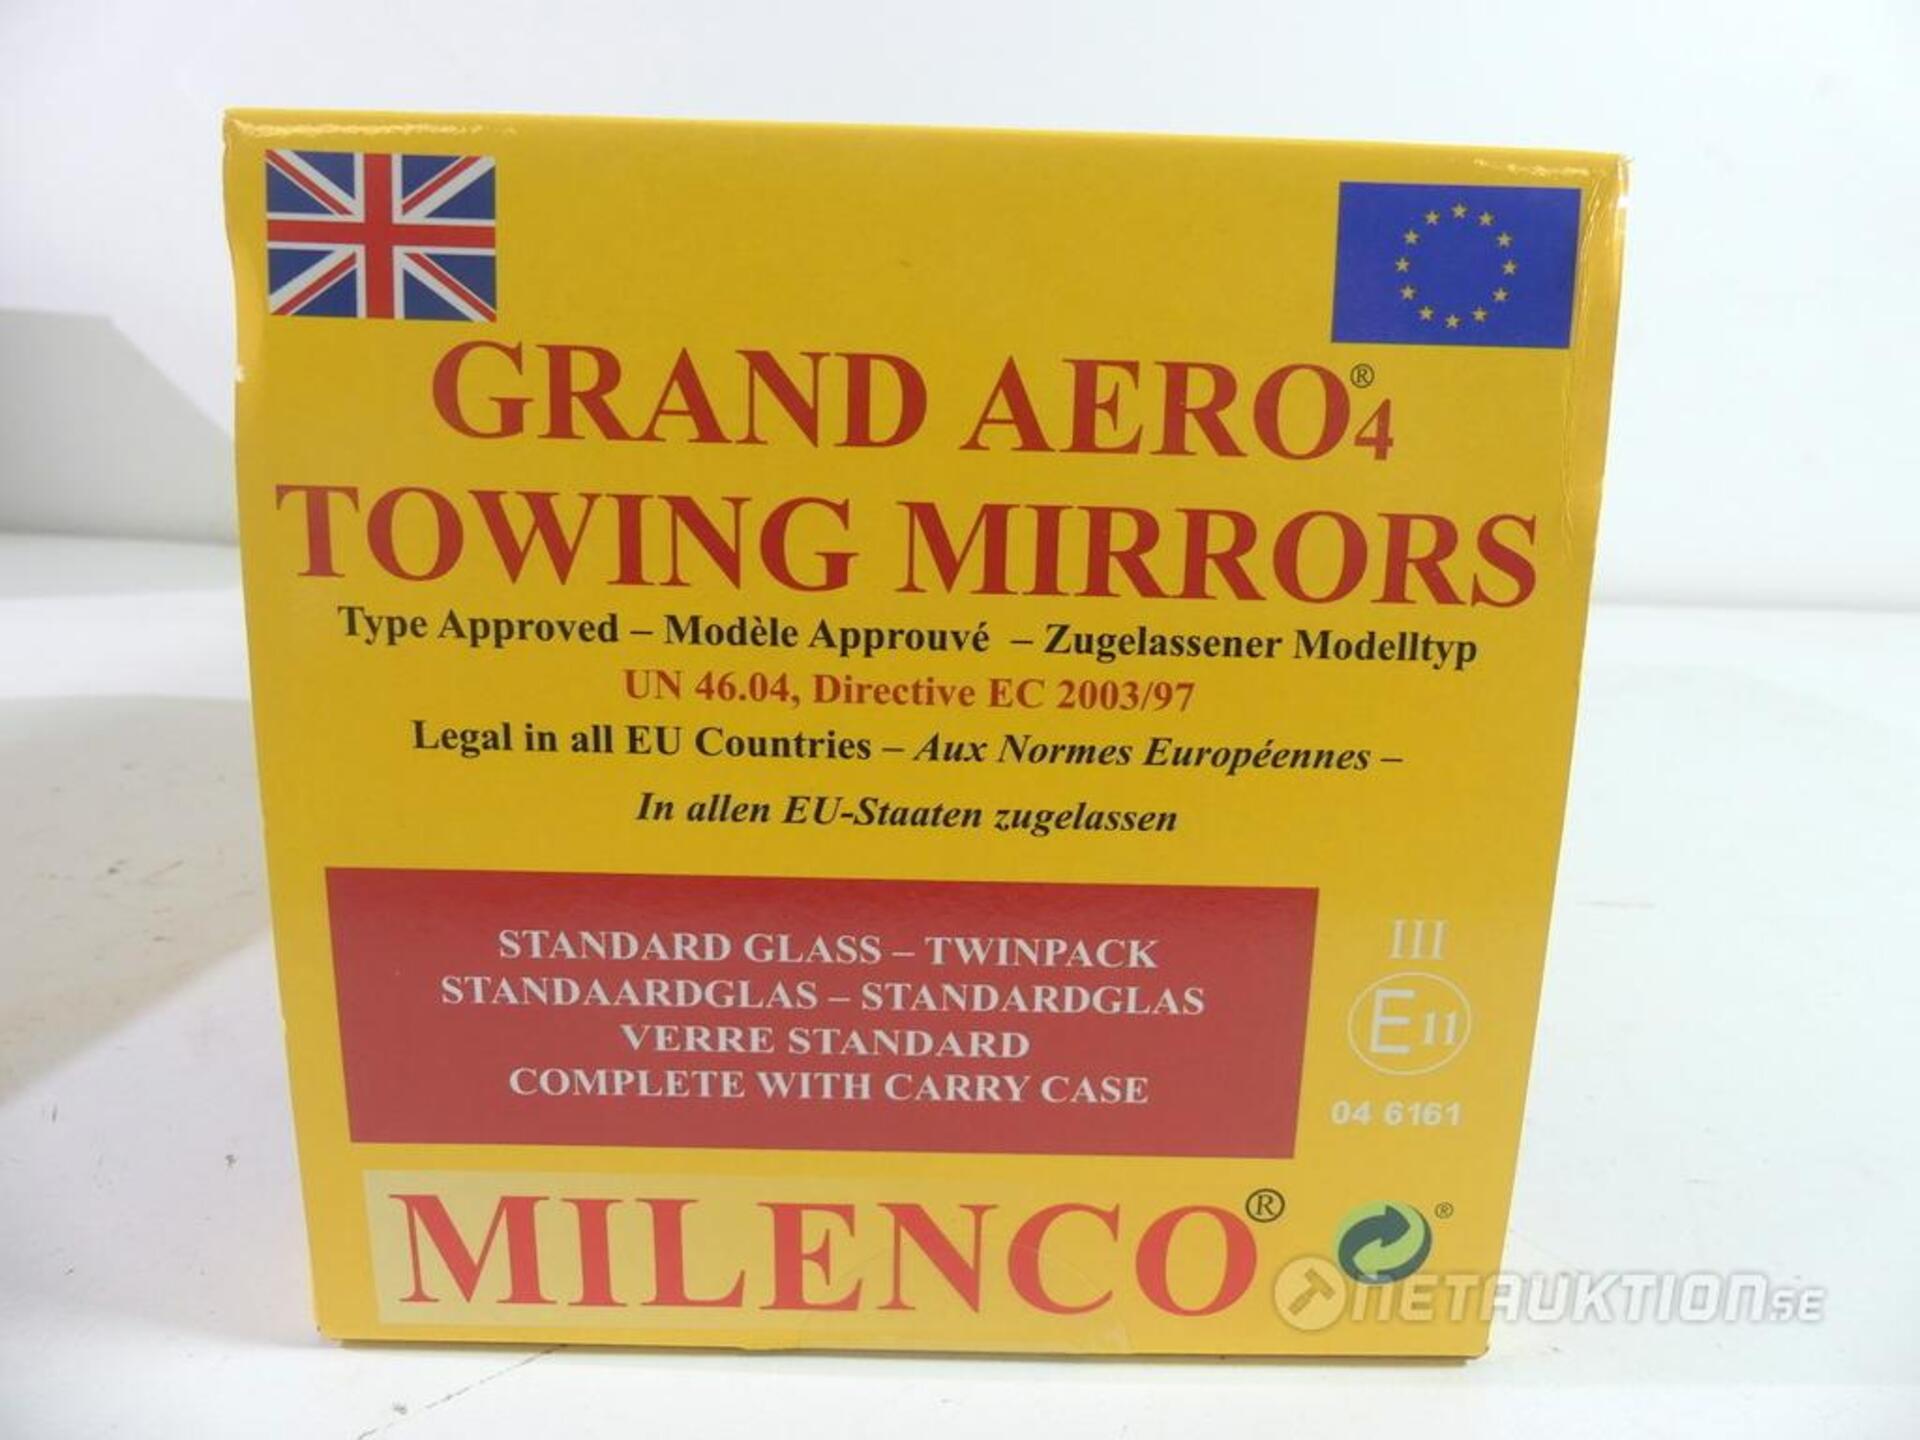 GRAND AERO®4
TOWING MIRRORS
Type Approved – Modèle Approuvé – Zugelassener Modelltyp
UN 46.04, Directive EC 2003/97
Legal in all EU Countries – Aux Normes Européennes –
In allen EU-Staaten zugelassen
STANDARD GLASS – TWINPACK
STANDAARDGLAS – STANDARDGLAS
VERRE STANDARD
COMPLETE WITH CARRY CASE
III
E11
04 6161
MILENCO®
®
NETAUKTION.SE